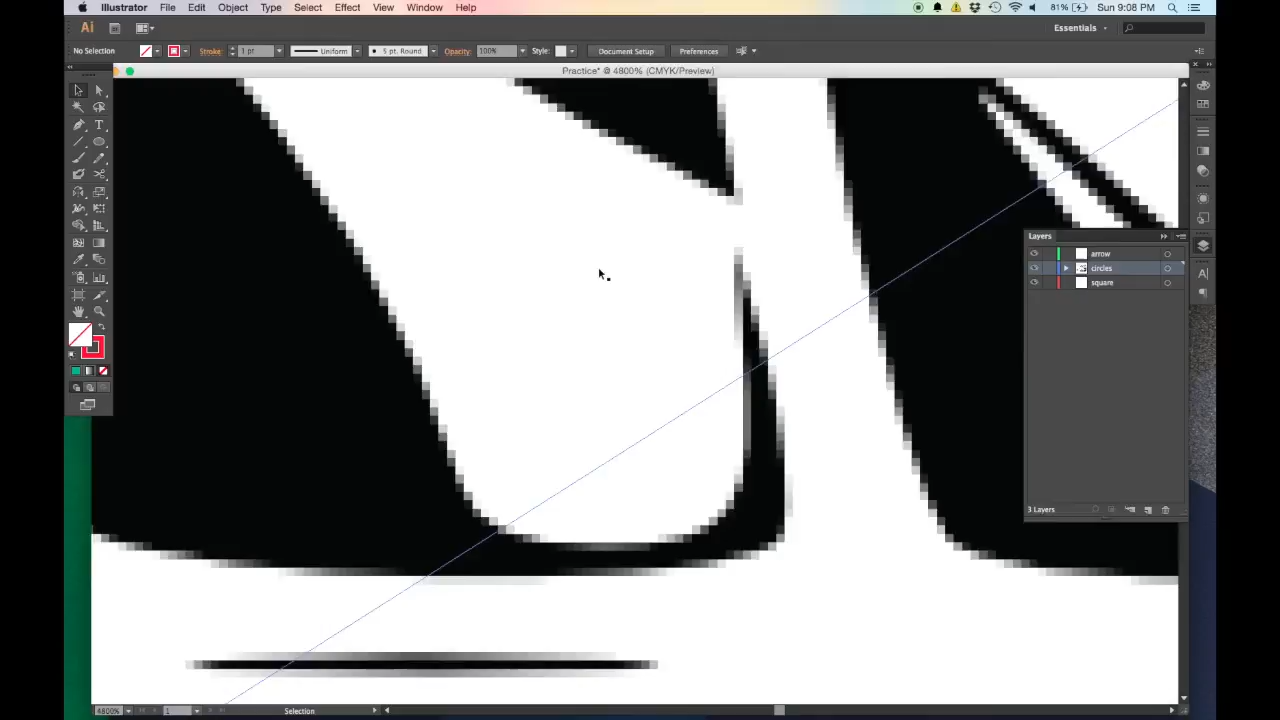 Illustrator File Edit Object Type Select Effect View Window Help 81% Sun 9:08 PM
Ai Essentials
No Selection Stroke: 1 pt Uniform 5 pt. Round Opacity: 100% Style: Document Setup Preferences
Practice* @ 4800% (CMYK/Preview)
Layers
arrow
circles
square
3 Layers
4800% 1 Selection